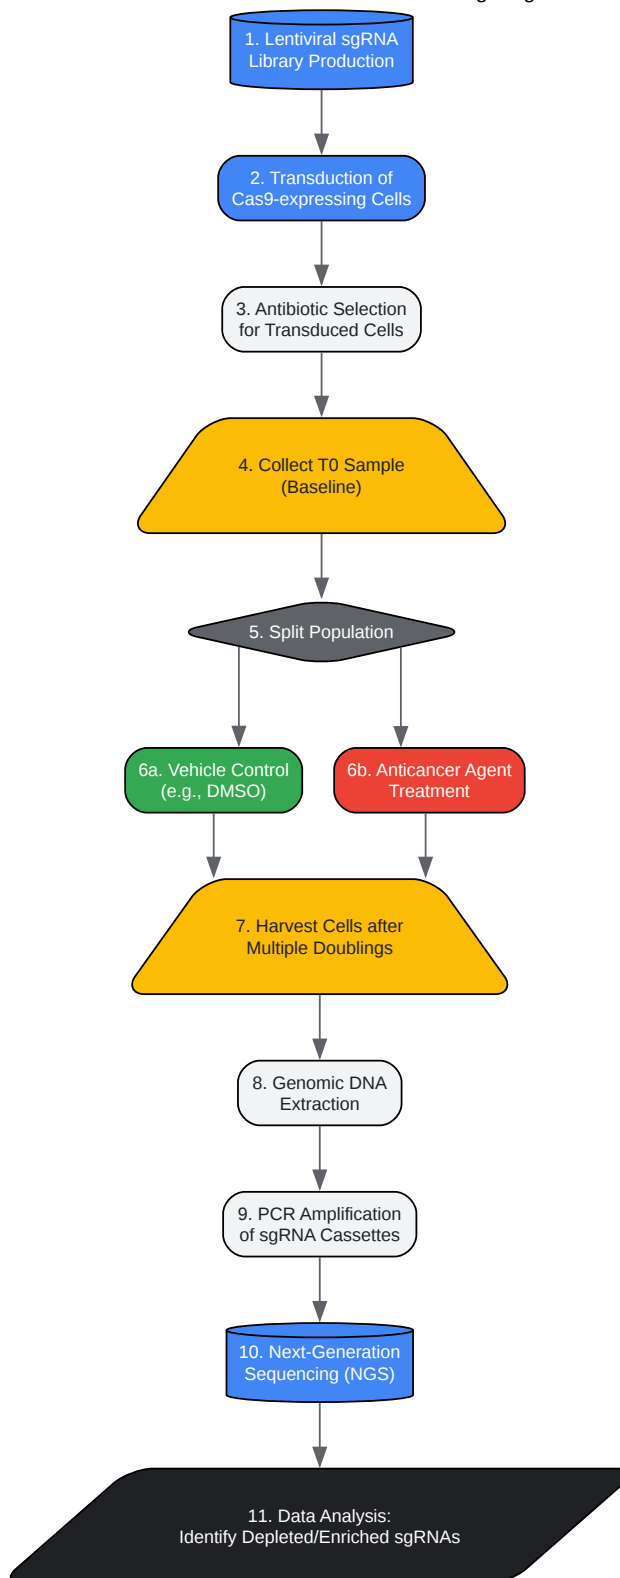 1. Lentiviral sgRNA
Library Production
2. Transduction of
Cas9-expressing Cells
3. Antibiotic Selection
for Transduced Cells
4. Collect T0 Sample
(Baseline)
5. Split Population
6a. Vehicle Control
(e.g., DMSO)
6b. Anticancer Agent
Treatment
7. Harvest Cells after
Multiple Doublings
8. Genomic DNA
Extraction
9. PCR Amplification
of sgRNA Cassettes
10. Next-Generation
Sequencing (NGS)
11. Data Analysis:
Identify Depleted/Enriched sgRNAs